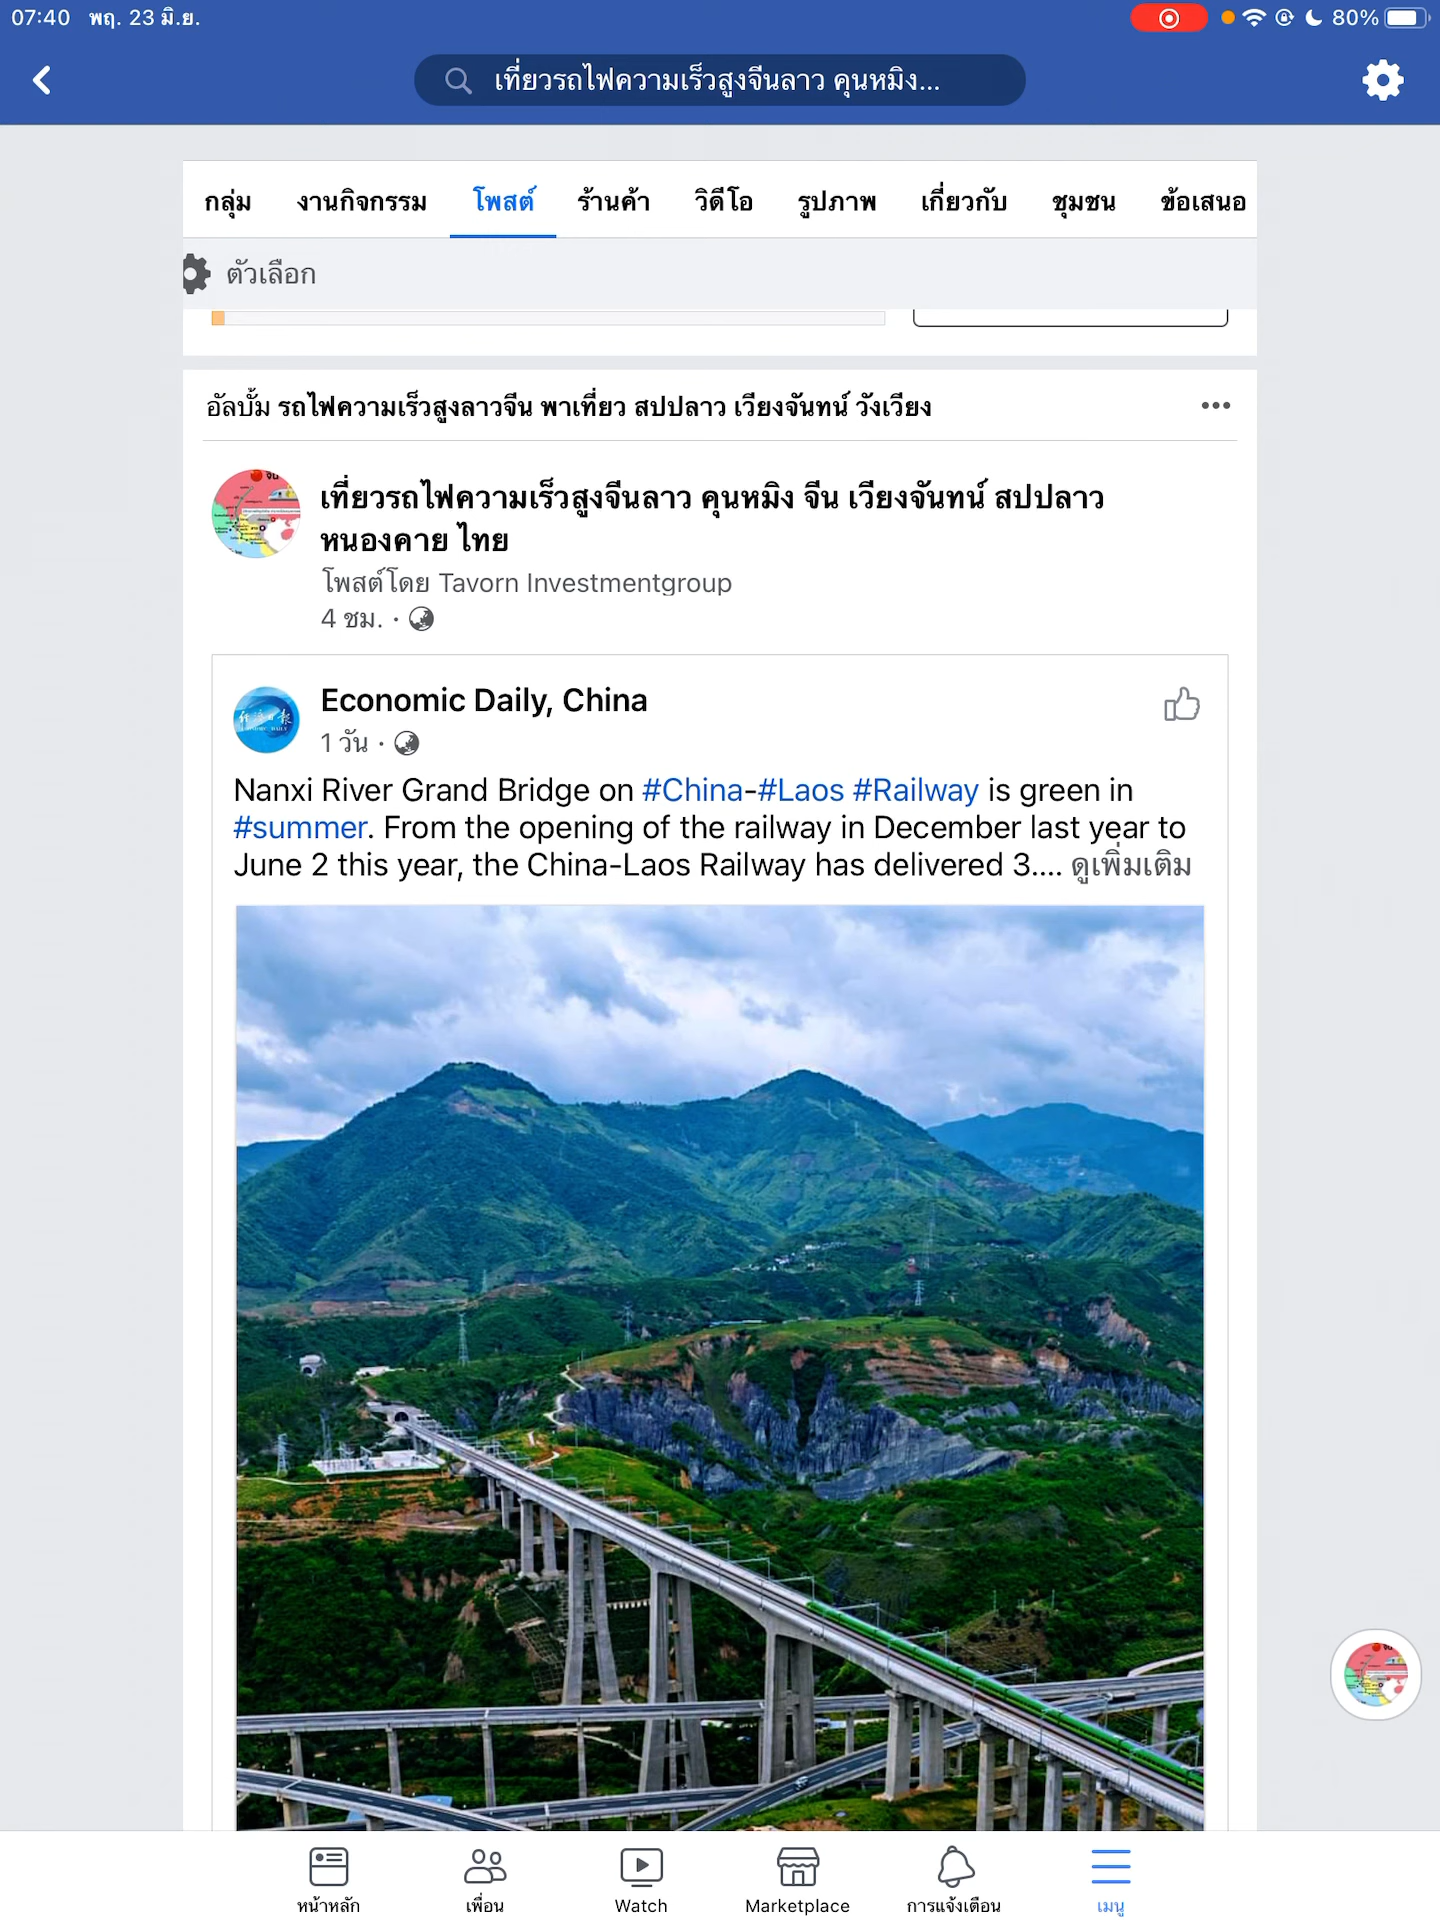 07:40 พฤ. 23 มิ.ย.
80%
เที่ยวรถไฟความเร็วสูงจีนลาว คุนหมิง...
กลุ่ม งานกิจกรรม โพสต์ ร้านค้า วิดีโอ รูปภาพ เกี่ยวกับ ชุมชน ข้อเสนอ
ตัวเลือก
อัลบั้ม รถไฟความเร็วสูงลาวจีน พาเที่ยว สปปลาว เวียงจันทน์ วังเวียง
เที่ยวรถไฟความเร็วสูงจีนลาว คุนหมิง จีน เวียงจันทน์ สปปลาว
หนองคาย ไทย
โพสต์โดย Tavorn Investmentgroup
4 ชม. ·
Economic Daily, China
1 วัน ·
Nanxi River Grand Bridge on #China-#Laos #Railway is green in
#summer. From the opening of the railway in December last year to
June 2 this year, the China-Laos Railway has delivered 3.... ดูเพิ่มเติม
หน้าหลัก เพื่อน Watch Marketplace การแจ้งเตือน เมนู